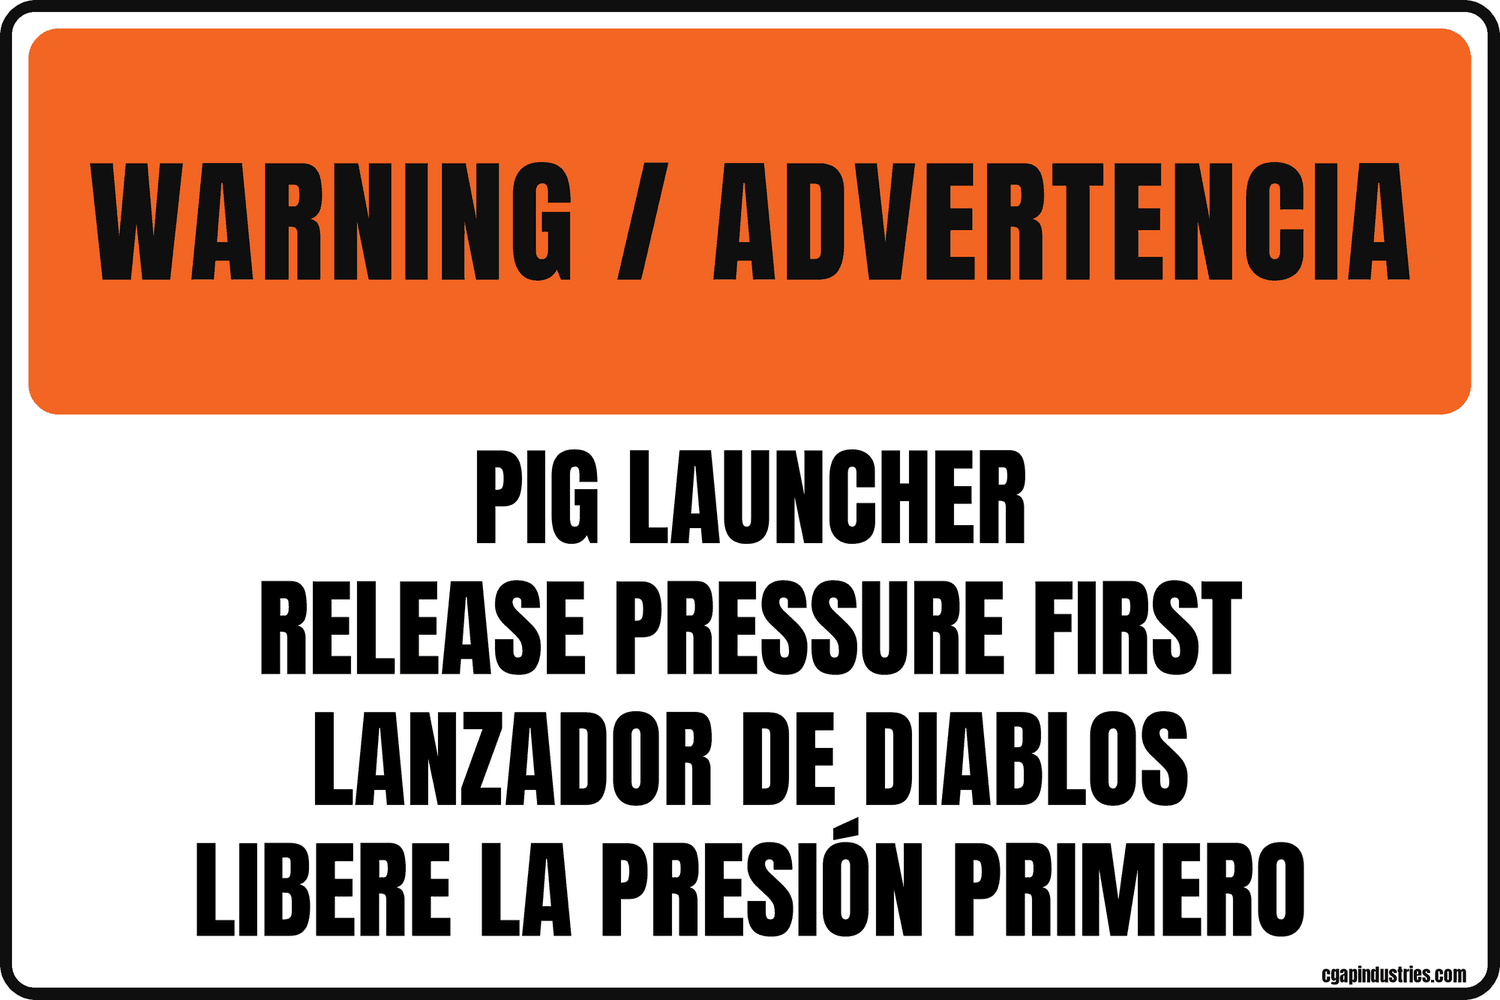 WARNING / ADVERTENCIA
PIG LAUNCHER
RELEASE PRESSURE FIRST
LANZADOR DE DIABLOS
LIBERE LA PRESIÓN PRIMERO
cgapindustries.com